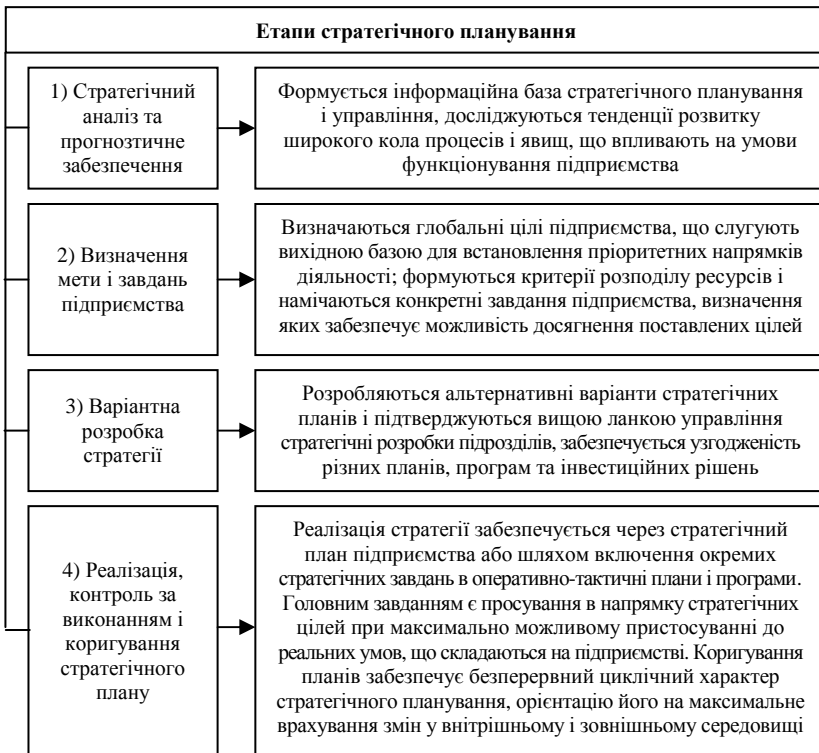 Етапи стратегічного планування
1) Стратегічний
аналіз та
прогнозтичне
забезпечення
Формується інформаційна база стратегічного планування
і управління, досліджуються тенденції розвитку
широкого кола процесів і явищ, що впливають на умови
функціонування підприємства
2) Визначення
мети і завдань
підприємства
Визначаються глобальні цілі підприємства, що слугують
вихідною базою для встановлення пріоритетних напрямків
діяльності; формуються критерії розподілу ресурсів і
намічаються конкретні завдання підприємства, визначення
яких забезпечує можливість досягнення поставлених цілей
3) Варіантна
розробка
стратегії
Розробляються альтернативні варіанти стратегічних
планів і підтверджуються вищою ланкою управління
стратегічні розробки підрозділів, забезпечується узгодженість
різних планів, програм та інвестиційних рішень
4) Реалізація,
контроль за
виконанням і
коригування
стратегічного
плану
Реалізація стратегії забезпечується через стратегічний
план підприємства або шляхом включення окремих
стратегічних завдань в оперативно-тактичні плани і програми.
Головним завданням є просування в напрямку стратегічних
цілей при максимально можливому пристосуванні до
реальних умов, що складаються на підприємстві. Коригування
планів забезпечує безперервний циклічний характер
стратегічного планування, орієнтацію його на максимальне
врахування змін у внітрішньому і зовнішньому середовищі